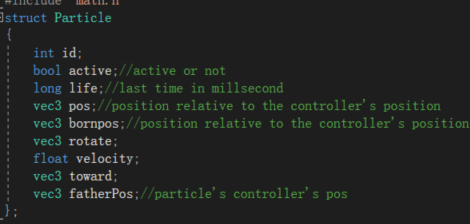 #include "math.h"
struct Particle
{
int id;
bool active;//active or not
long life;//last time in millsecond
vec3 pos;//position relative to the controller's position
vec3 bornpos;//position relative to the controller's position
vec3 rotate;
float velocity;
vec3 toward;
vec3 fatherPos;//particle's controller's pos
};